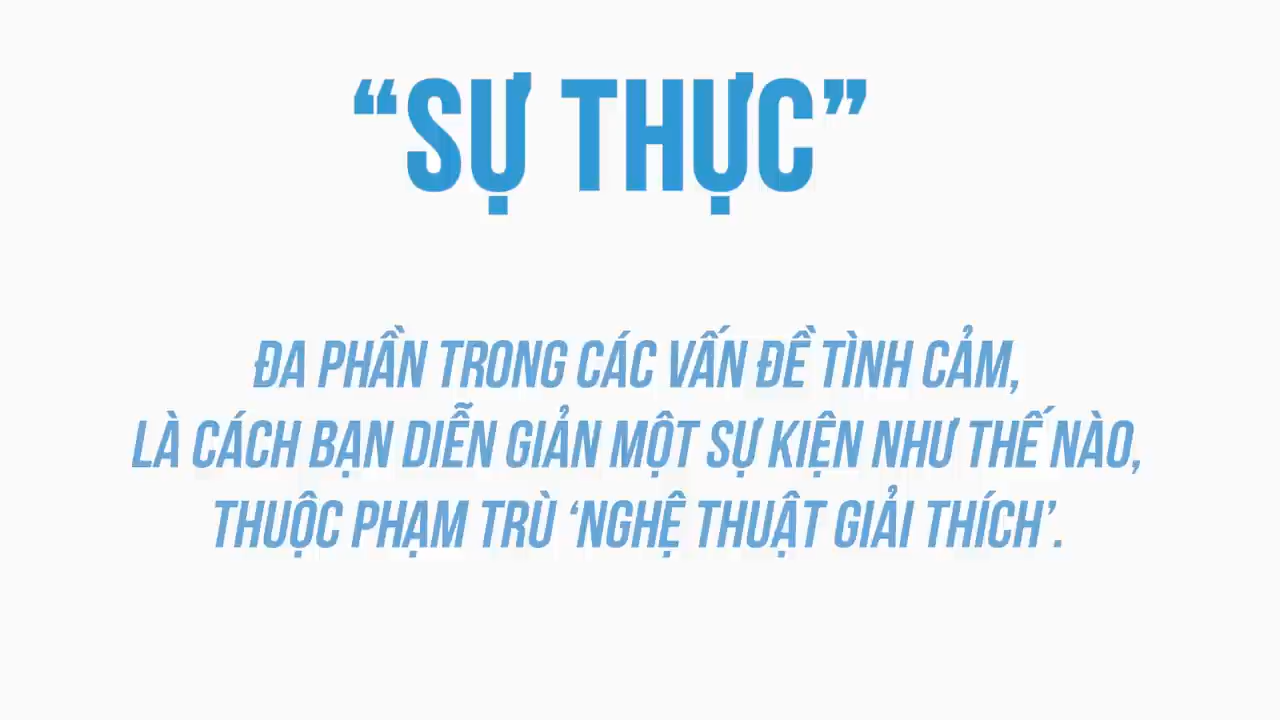 “SỰ THỰC”
ĐA PHẦN TRONG CÁC VẤN ĐỀ TÌNH CẢM,
LÀ CÁCH BẠN DIỄN GIẢN MỘT SỰ KIỆN NHƯ THẾ NÀO,
THUỘC PHẠM TRÙ ‘NGHỆ THUẬT GIẢI THÍCH’.